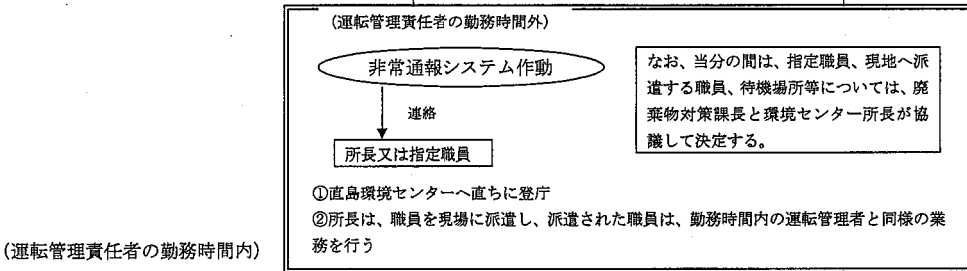 (運転管理責任者の勤務時間外)
非常通報システム作動
連絡
所長又は指定職員
なお、当分の間は、指定職員、現地へ派
遣する職員、待機場所等については、廃
棄物対策課長と環境センター所長が協
議して決定する。
①直島環境センターへ直ちに登庁
②所長は、職員を現場に派遣し、派遣された職員は、勤務時間内の運転管理者と同様の業
務を行う
(運転管理責任者の勤務時間内)